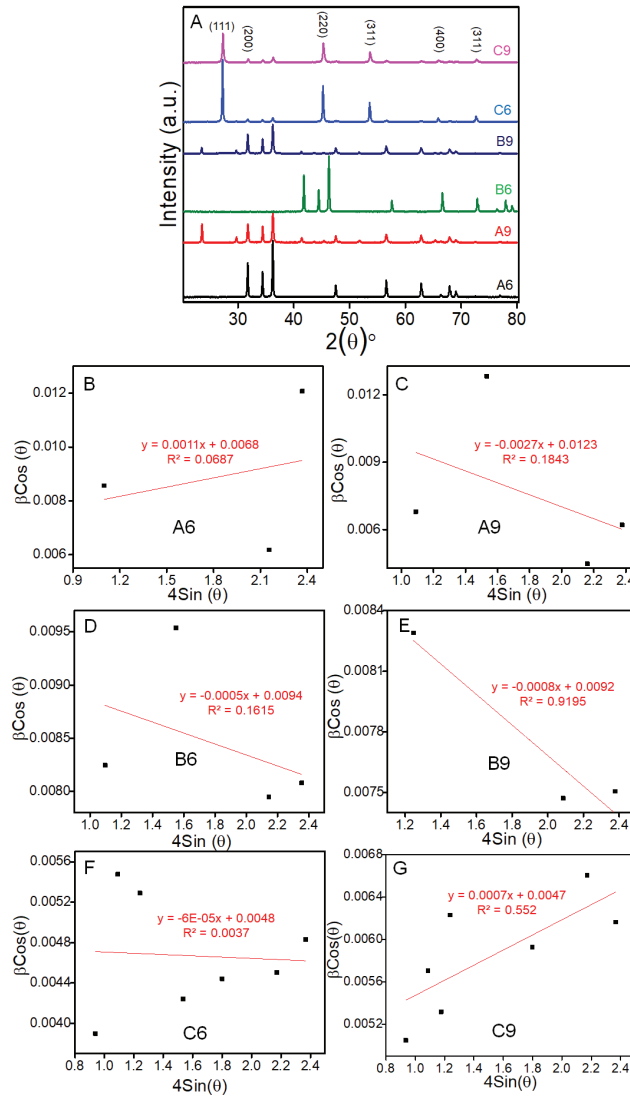 A
(111)
(200)
(220)
(311)
(400)
(311)
C9
C6
B9
B6
A9
A6
Intensity (a.u.)
30 40 50 60 70 80
2(θ)°
B
0.012
0.010
0.008
0.006
y = 0.0011x + 0.0068
R² = 0.0687
A6
βCos (θ)
0.9 1.2 1.5 1.8 2.1 2.4 2.7
4Sin (θ)
C
0.012
0.009
0.006
y = -0.0027x + 0.0123
R² = 0.1843
A9
βCos (θ)
1.0 1.2 1.4 1.6 1.8 2.0 2.2 2.4
4Sin (θ)
D
0.0095
0.0090
0.0085
0.0080
y = -0.0005x + 0.0094
R² = 0.1615
B6
βCos (θ)
1.0 1.2 1.4 1.6 1.8 2.0 2.2 2.4
4Sin (θ)
E
0.0084
0.0081
0.0078
0.0075
y = -0.0008x + 0.0092
R² = 0.9195
B9
βCos (θ)
1.2 1.4 1.6 1.8 2.0 2.2 2.4
4Sin (θ)
F
0.0056
0.0052
0.0048
0.0044
0.0040
y = -6E-05x + 0.0048
R² = 0.0037
C6
βCos(θ)
0.8 1.0 1.2 1.4 1.6 1.8 2.0 2.2 2.4
4Sin(θ)
G
0.0068
0.0064
0.0060
0.0056
0.0052
y = 0.0007x + 0.0047
R² = 0.552
C9
βCos(θ)
0.8 1.0 1.2 1.4 1.6 1.8 2.0 2.2 2.4
4Sin(θ)